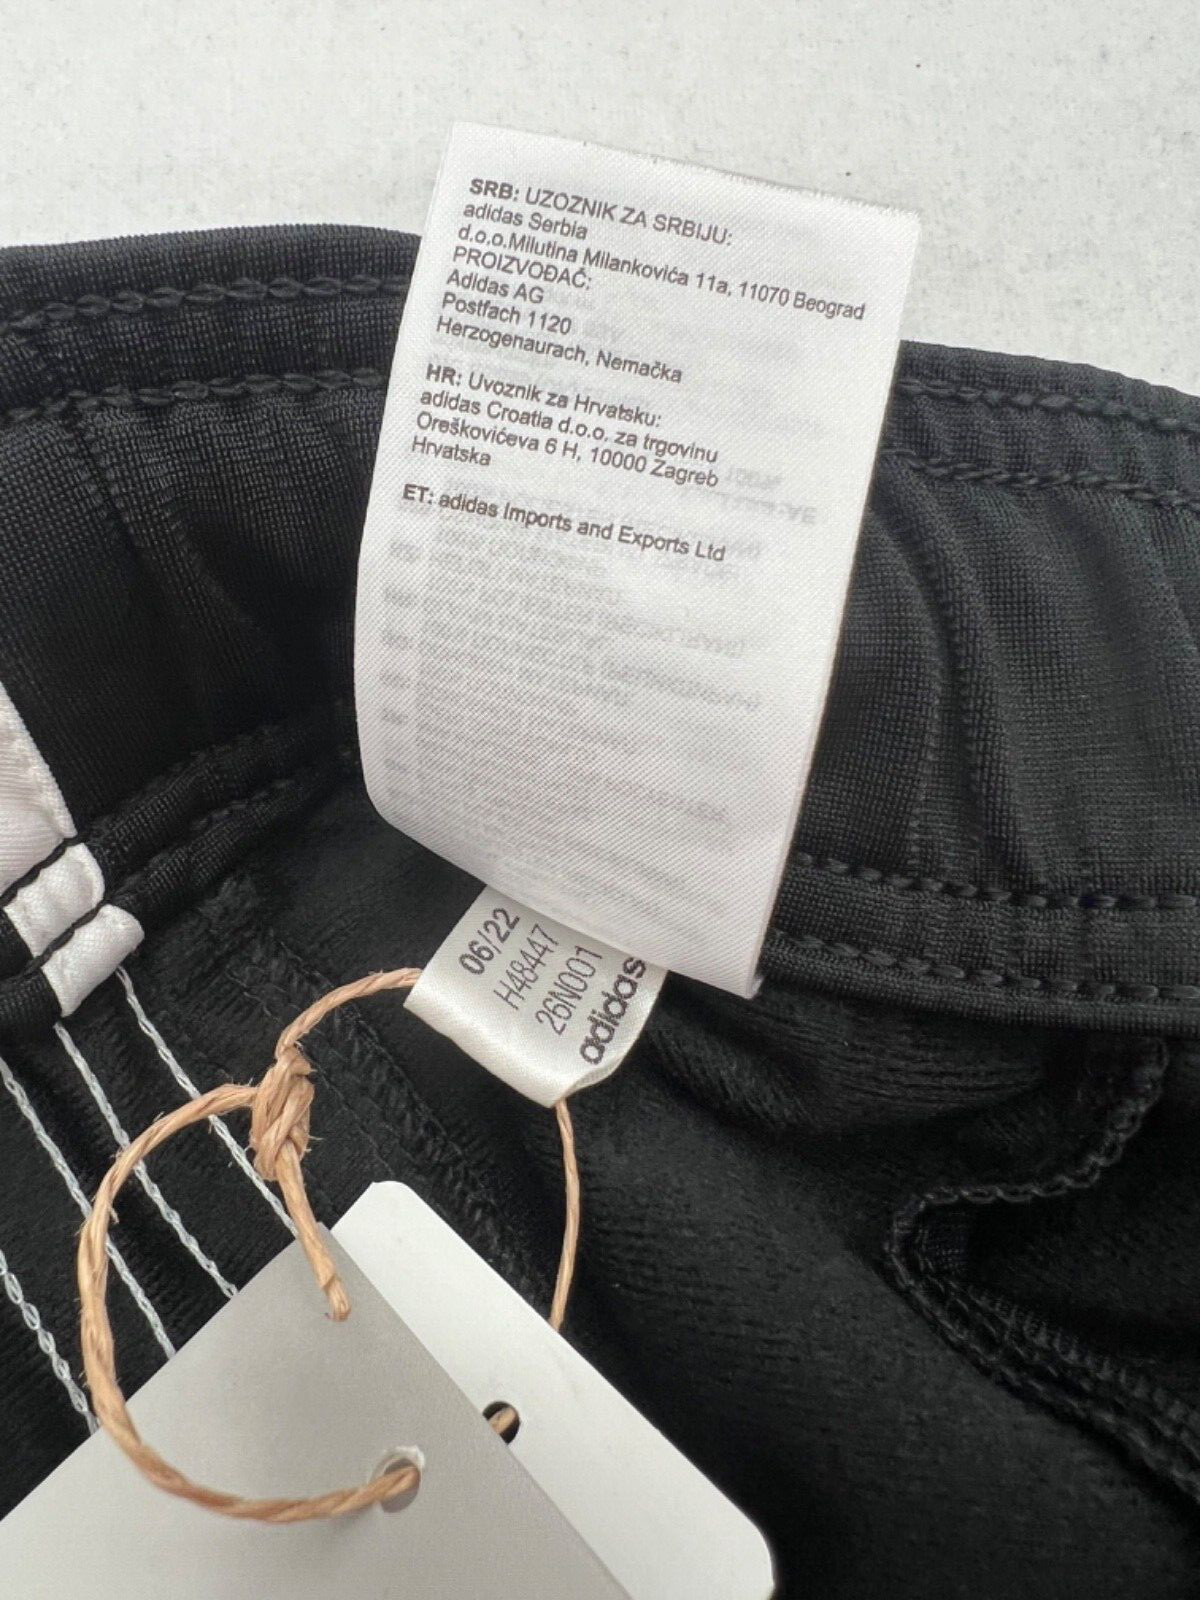 SRB: UZOZNIK ZA SRBIJU:
adidas Serbia
d.o.o.Milutina Milankovića 11a, 11070 Beograd
PROIZVOĐAČ:
Adidas AG
Postfach 1120
Herzogenaurach, Nemačka
HR: Uvoznik za Hrvatsku:
adidas Croatia d.o.o. za trgovinu
Oreškovićeva 6 H, 10000 Zagreb
Hrvatska
ET: adidas Imports and Exports Ltd
06/22
H48447
26N001
adidas